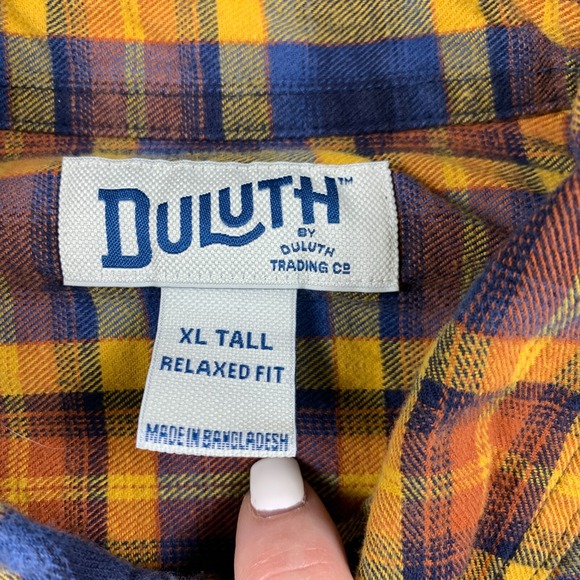 DULUTH™
BY
DULUTH
TRADING CO
XL TALL
RELAXED FIT
MADE IN BANGLADESH